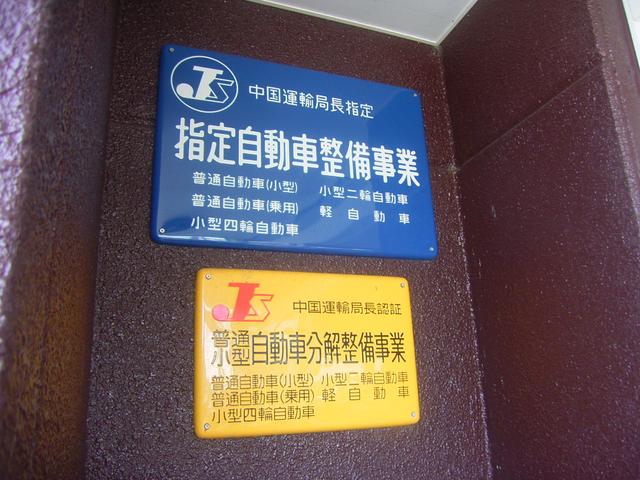 JS 中国運輸局長指定
指定自動車整備事業
普通自動車(小型) 小型二輪自動車
普通自動車(乗用) 軽自動車
小型四輪自動車
JS 中国運輸局長認証
普通小型自動車分解整備事業
普通自動車(小型) 小型二輪自動車
普通自動車(乗用) 軽自動車
小型四輪自動車